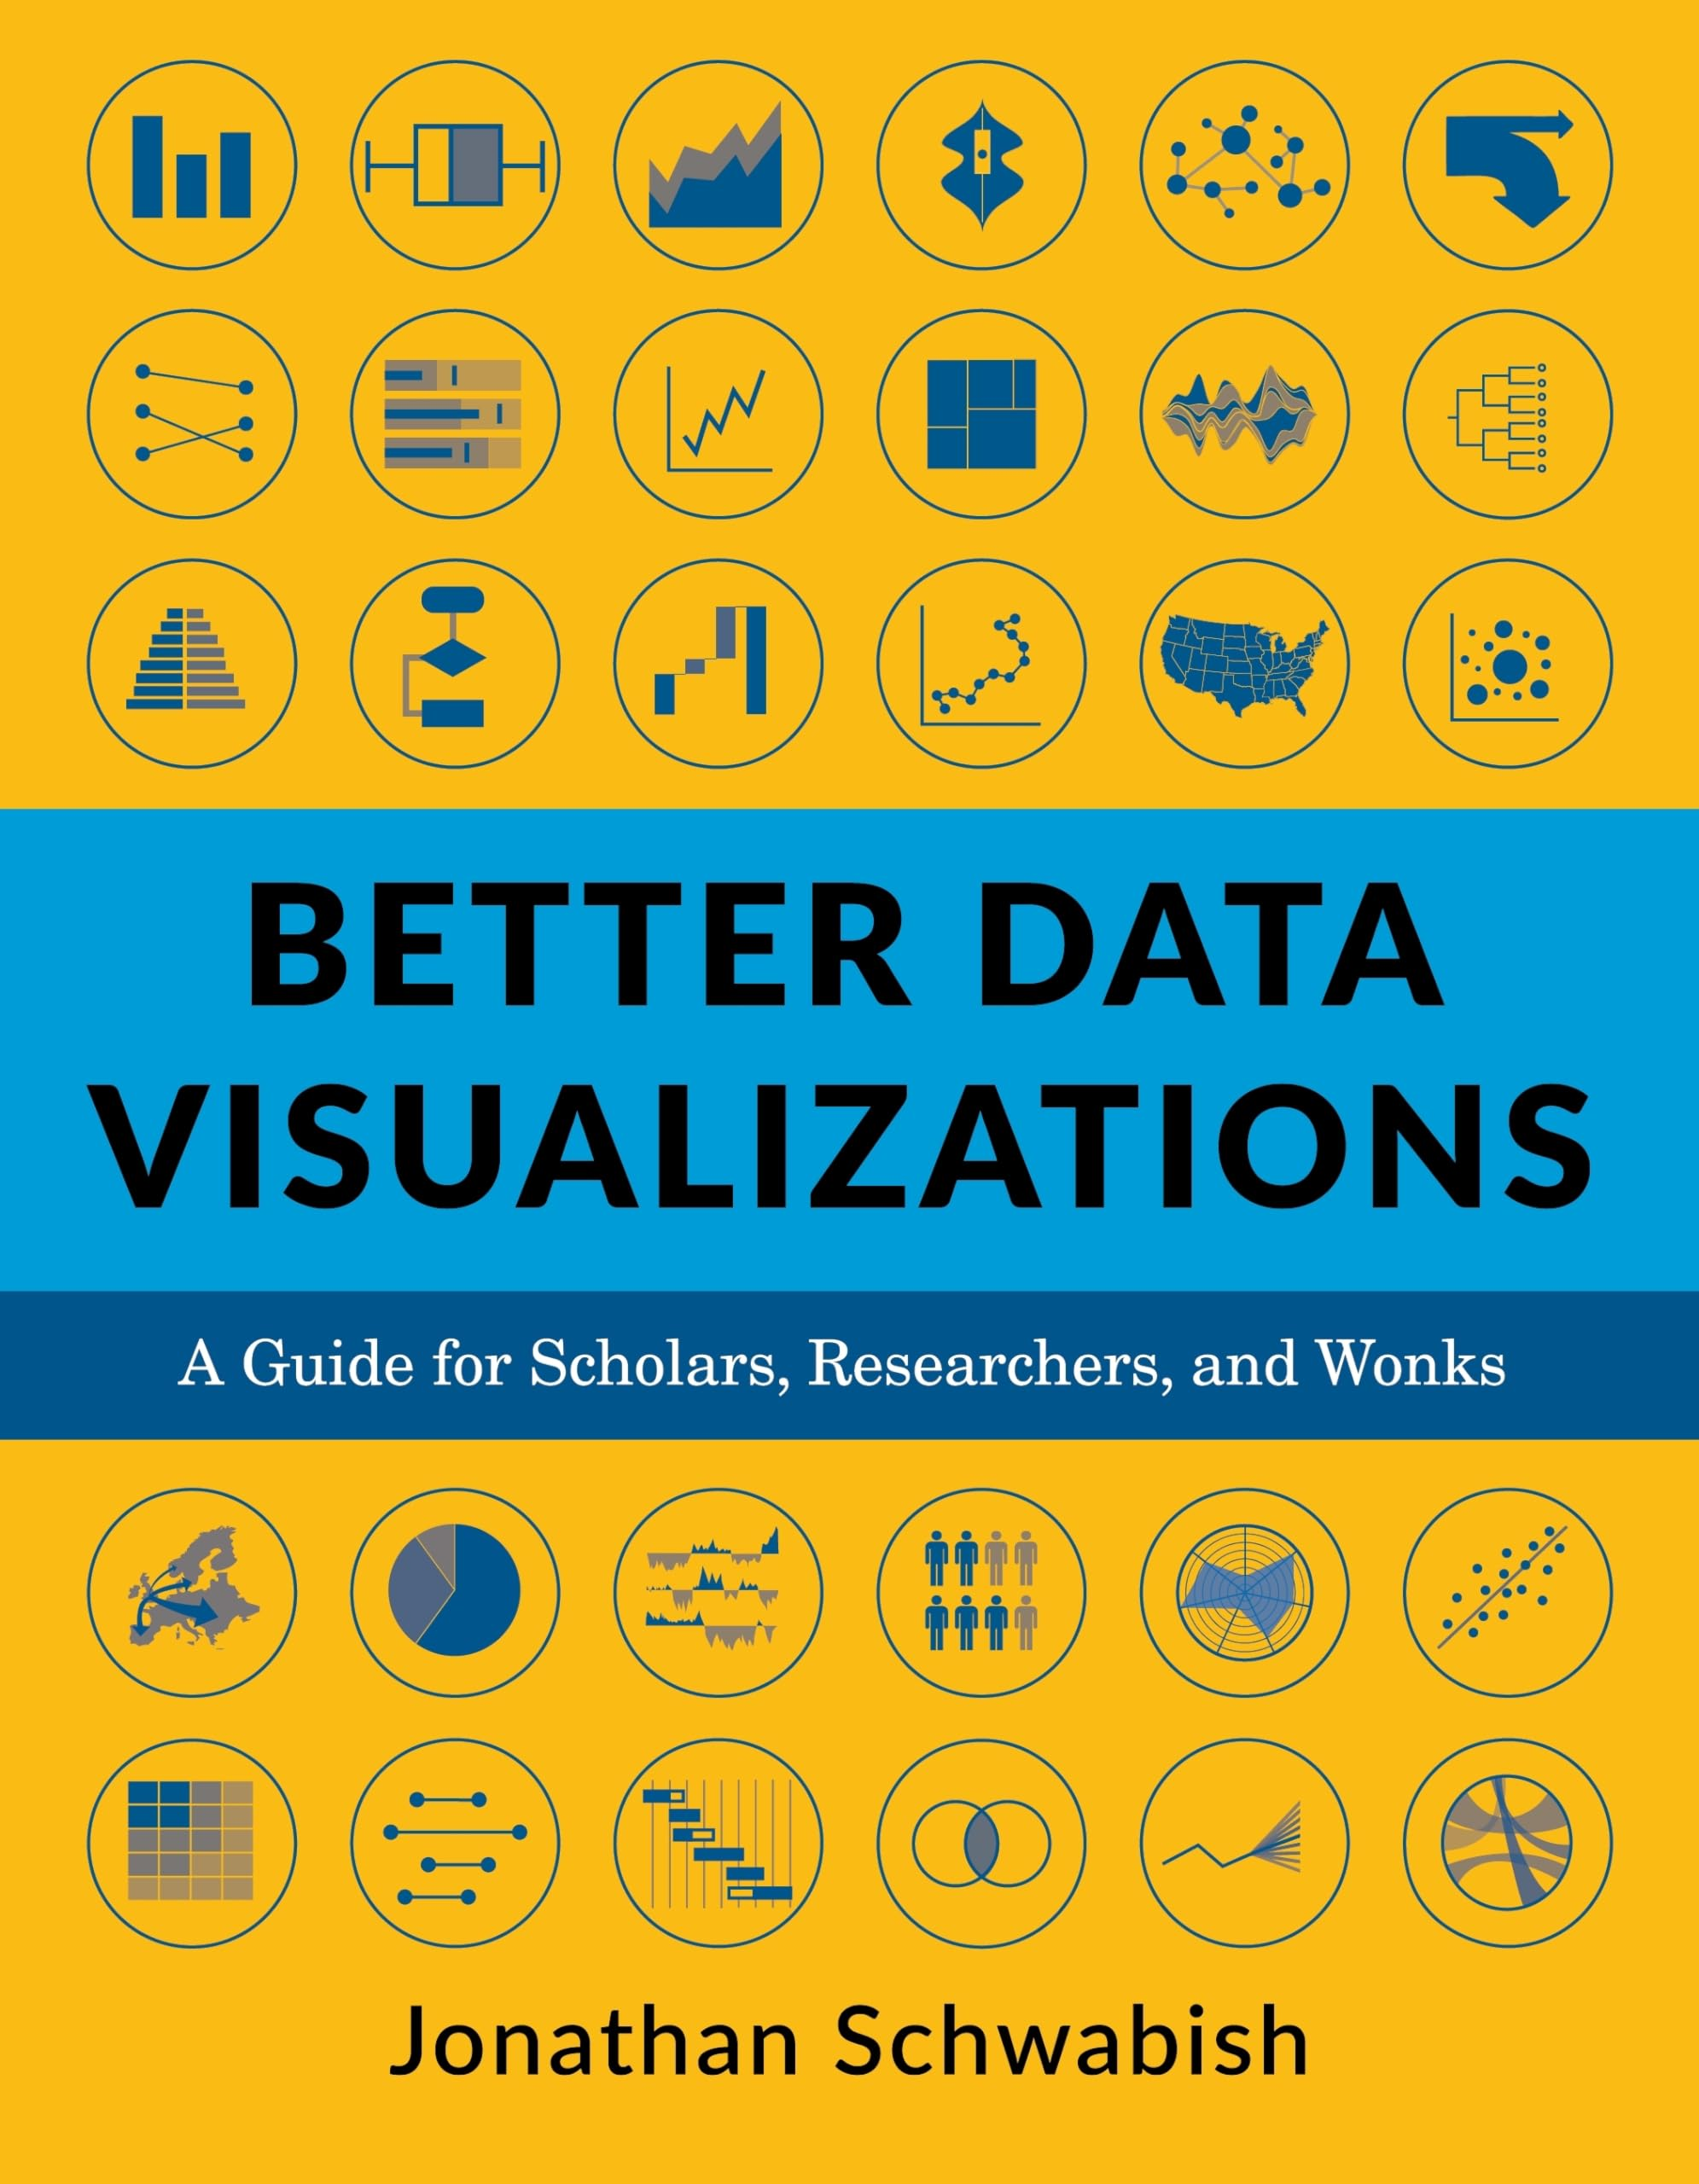 BETTER DATA
VISUALIZATIONS
A Guide for Scholars, Researchers, and Wonks
Jonathan Schwabish